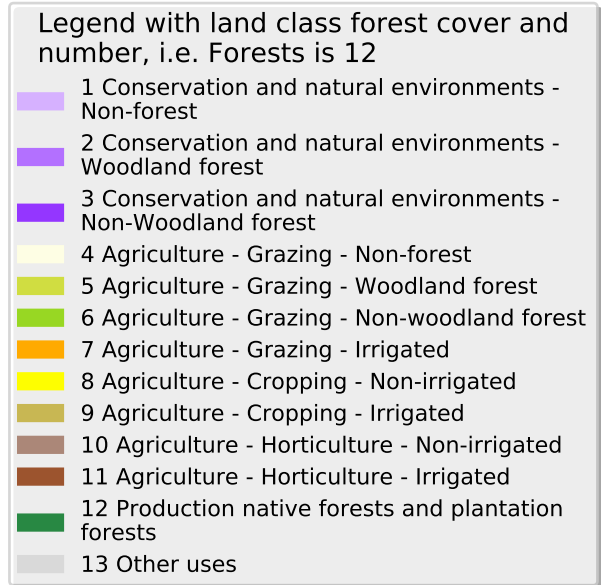 Legend with land class forest cover and
number, i.e. Forests is 12
1 Conservation and natural environments -
Non-forest
2 Conservation and natural environments -
Woodland forest
3 Conservation and natural environments -
Non-Woodland forest
4 Agriculture - Grazing - Non-forest
5 Agriculture - Grazing - Woodland forest
6 Agriculture - Grazing - Non-woodland forest
7 Agriculture - Grazing - Irrigated
8 Agriculture - Cropping - Non-irrigated
9 Agriculture - Cropping - Irrigated
10 Agriculture - Horticulture - Non-irrigated
11 Agriculture - Horticulture - Irrigated
12 Production native forests and plantation
forests
13 Other uses